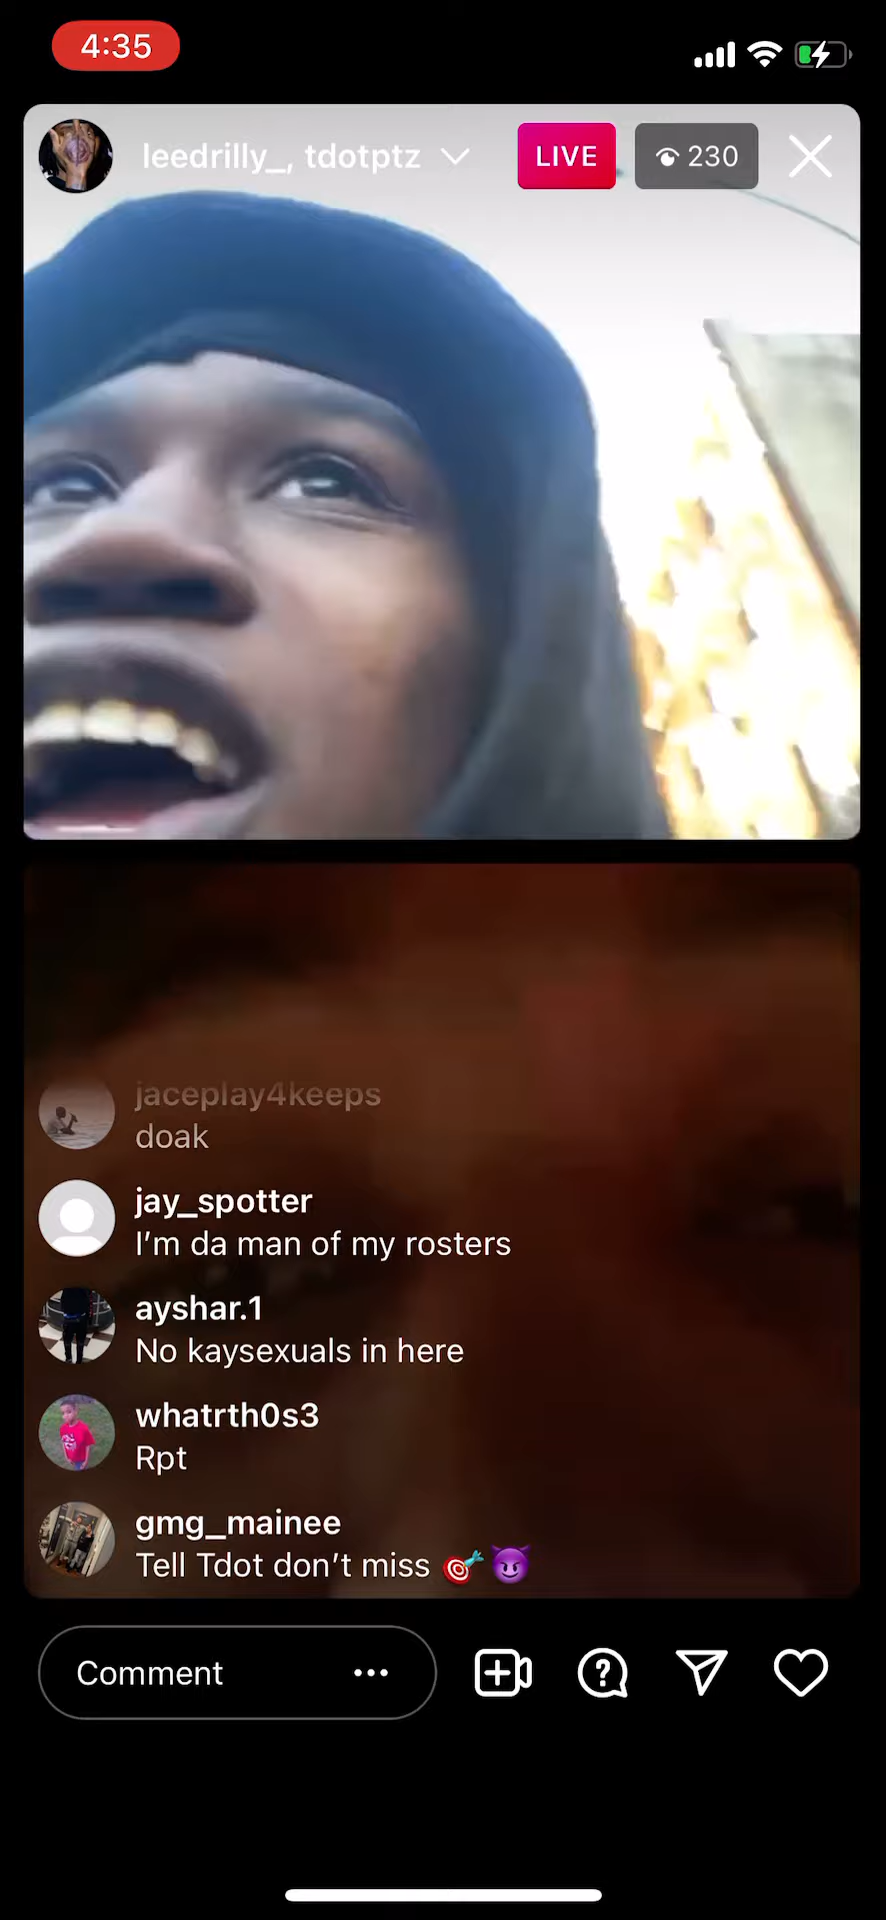 4:35
leedrilly_, tdotptz
LIVE
230
jaceplay4keeps
doak
jay_spotter
I'm da man of my rosters
ayshar.1
No kaysexuals in here
whatrth0s3
Rpt
gmg_mainee
Tell Tdot don't miss 🎯😈
Comment